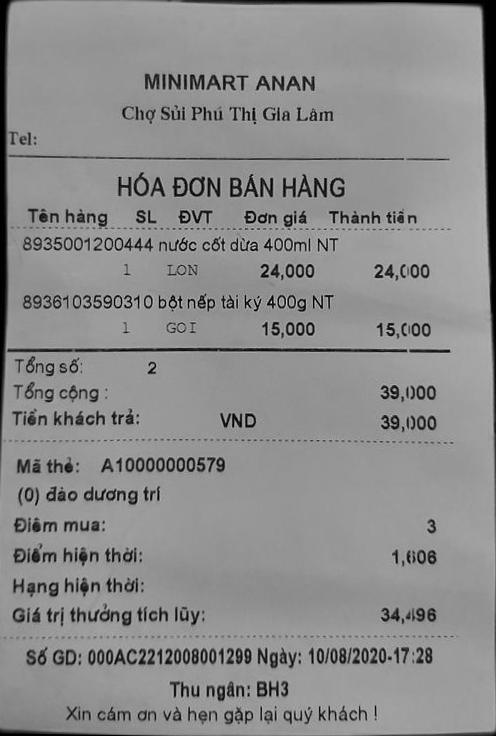 MINIMART ANAN
Chợ Sủi Phú Thị Gia Lâm
Tel:
HÓA ĐƠN BÁN HÀNG
Tên hàng SL ĐVT Đơn giá Thành tiền
8935001200444 nước cốt dừa 400ml NT
1 LON 24,000 24,000
8936103590310 bột nếp tài ký 400g NT
1 GOI 15,000 15,000
Tổng số: 2
Tổng cộng : 39,000
Tiền khách trả: VND 39,000
Mã thẻ: A10000000579
(0) đào dương trí
Điểm mua: 3
Điểm hiện thời: 1,606
Hạng hiện thời:
Giá trị thưởng tích lũy: 34,496
Số GD: 000AC2212008001299 Ngày: 10/08/2020-17:28
Thu ngân: BH3
Xin cám ơn và hẹn gặp lại quý khách !